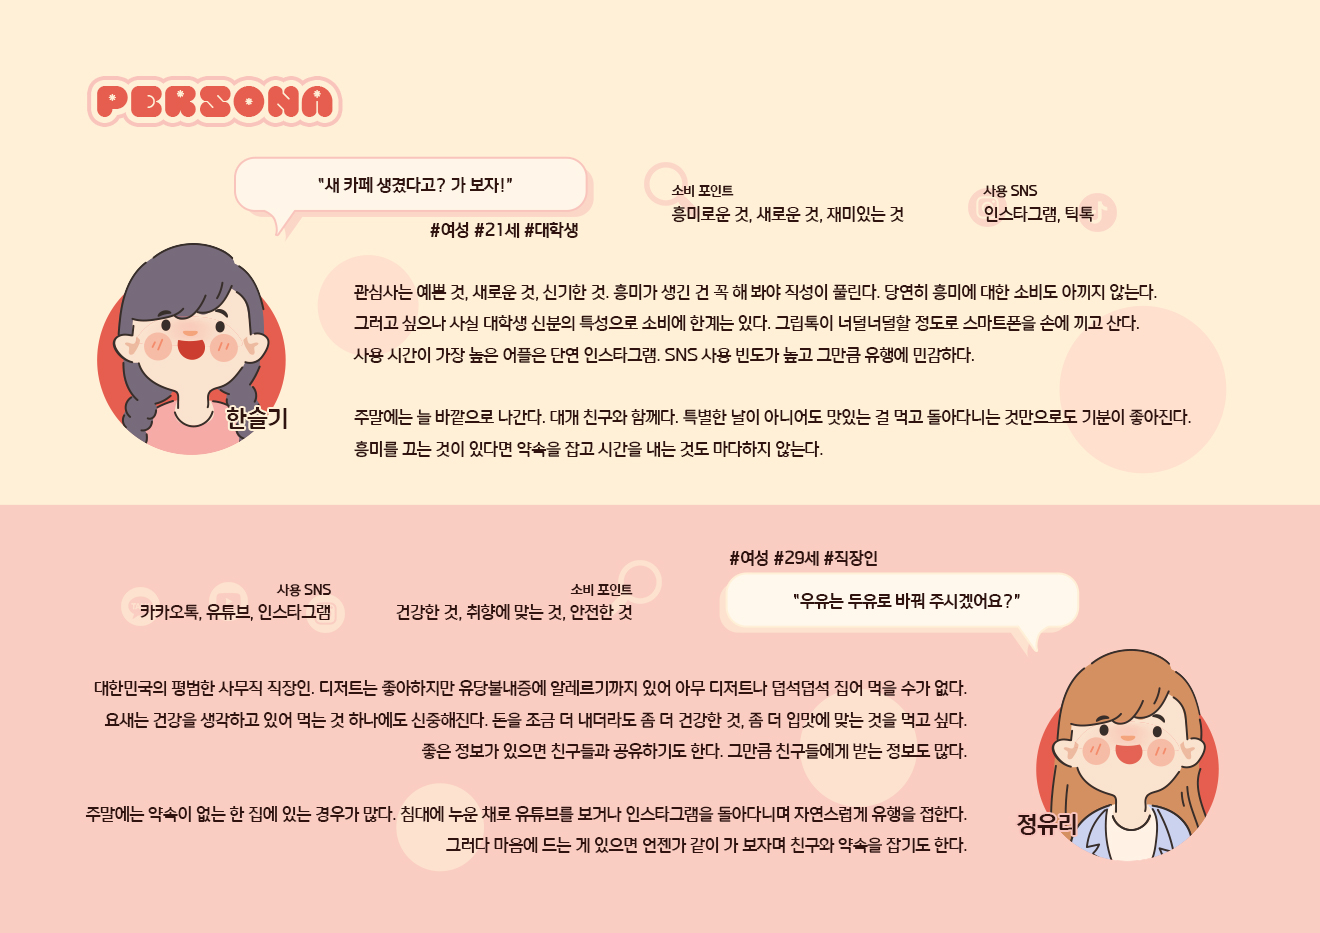 PERSONA
"새 카페 생겼다고? 가 보자!"
#여성 #21세 #대학생
소비 포인트
흥미로운 것, 새로운 것, 재미있는 것
사용 SNS
인스타그램, 틱톡
한슬기
관심사는 예쁜 것, 새로운 것, 신기한 것. 흥미가 생긴 건 꼭 해 봐야 직성이 풀린다. 당연히 흥미에 대한 소비도 아끼지 않는다.
그러고 싶으나 사실 대학생 신분의 특성으로 소비에 한계는 있다. 그립톡이 너덜너덜할 정도로 스마트폰을 손에 끼고 산다.
사용 시간이 가장 높은 어플은 단연 인스타그램. SNS 사용 빈도가 높고 그만큼 유행에 민감하다.
주말에는 늘 바깥으로 나간다. 대개 친구와 함께다. 특별한 날이 아니어도 맛있는 걸 먹고 돌아다니는 것만으로도 기분이 좋아진다.
흥미를 끄는 것이 있다면 약속을 잡고 시간을 내는 것도 마다하지 않는다.
#여성 #29세 #직장인
"우유는 두유로 바꿔 주시겠어요?"
사용 SNS
카카오톡, 유튜브, 인스타그램
소비 포인트
건강한 것, 취향에 맞는 것, 안전한 것
정유리
대한민국의 평범한 사무직 직장인. 디저트는 좋아하지만 유당불내증에 알레르기까지 있어 아무 디저트나 덥석덥석 집어 먹을 수가 없다.
요새는 건강을 생각하고 있어 먹는 것 하나에도 신중해진다. 돈을 조금 더 내더라도 좀 더 건강한 것, 좀 더 입맛에 맞는 것을 먹고 싶다.
좋은 정보가 있으면 친구들과 공유하기도 한다. 그만큼 친구들에게 받는 정보도 많다.
주말에는 약속이 없는 한 집에 있는 경우가 많다. 침대에 누운 채로 유튜브를 보거나 인스타그램을 돌아다니며 자연스럽게 유행을 접한다.
그러다 마음에 드는 게 있으면 언젠가 같이 가 보자며 친구와 약속을 잡기도 한다.